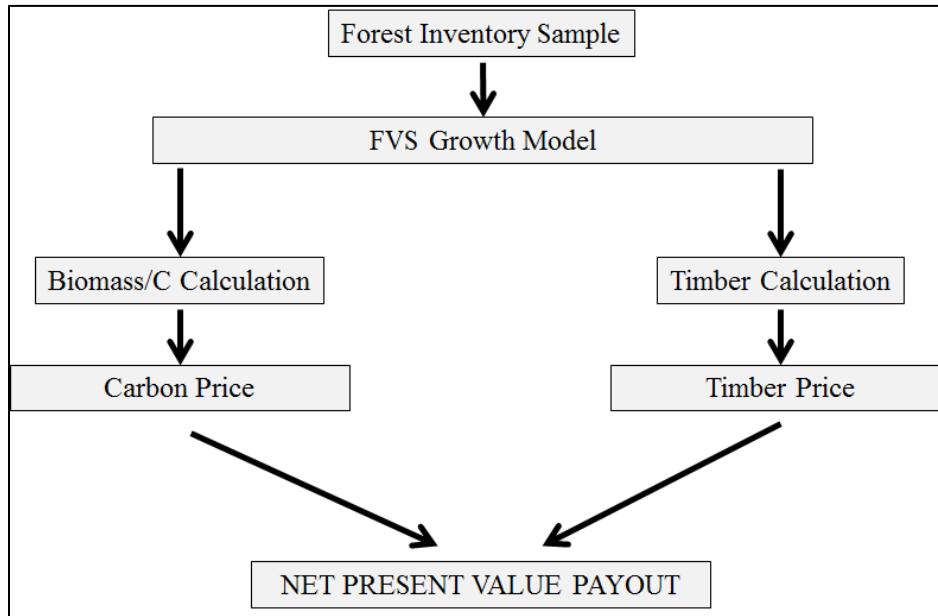 Forest Inventory Sample
FVS Growth Model
Biomass/C Calculation
Timber Calculation
Carbon Price
Timber Price
NET PRESENT VALUE PAYOUT